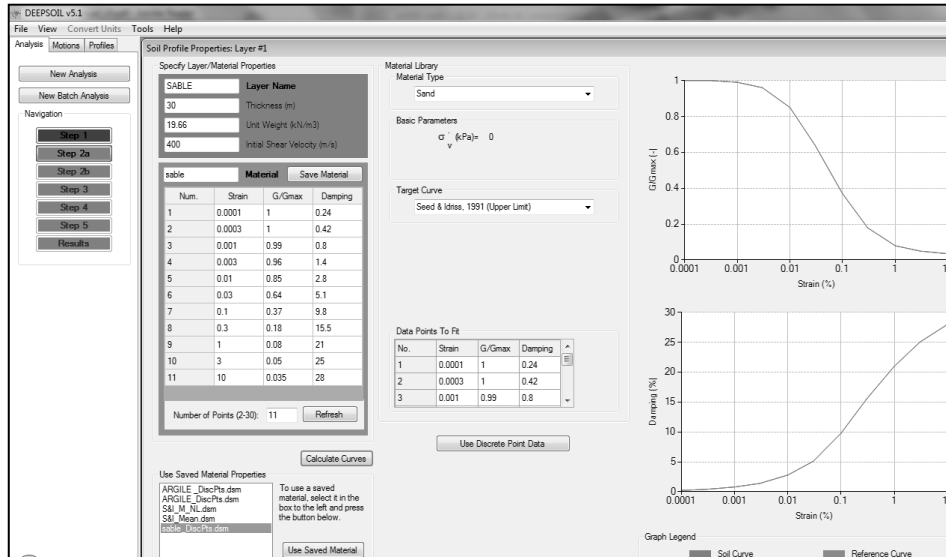 DEEPSOIL v5.1
File View Convert Units Tools Help
Analysis Motions Profiles
New Analysis
New Batch Analysis
Navigation
Step 1
Step 2a
Step 2b
Step 3
Step 4
Step 5
Results
Soil Profile Properties: Layer #1
Specify Layer/Material Properties
SABLE Layer Name
30 Thickness (m)
19.66 Unit Weight (kN/m3)
400 Initial Shear Velocity (m/s)
sable Material Save Material
Num. Strain G/Gmax Damping
1 0.0001 1 0.24
2 0.0003 1 0.42
3 0.001 0.99 0.8
4 0.003 0.96 1.4
5 0.01 0.85 2.8
6 0.03 0.64 5.1
7 0.1 0.37 9.8
8 0.3 0.18 15.5
9 1 0.08 21
10 3 0.05 25
11 10 0.035 28
Number of Points (2-30): 11 Refresh
Calculate Curves
Use Saved Material Properties
ARGILE _DiscPts.dsm
ARGILE_DiscPts.dsm
S&I_M_NL.dsm
S&I_Mean.dsm
sable_DiscPts.dsm
To use a saved
material, select it in the
box to the left and press
the button below.
Use Saved Material
Material Library
Material Type
Sand
Basic Parameters
σ'v (kPa)= 0
Target Curve
Seed & Idriss, 1991 (Upper Limit)
Data Points To Fit
No. Strain G/Gmax Damping
1 0.0001 1 0.24
2 0.0003 1 0.42
3 0.001 0.99 0.8
Use Discrete Point Data
G/Gmax [-]
1
0.8
0.6
0.4
0.2
0
0.0001 0.001 0.01 0.1 1
Strain (%)
Damping [%]
30
25
20
15
10
5
0
0.0001 0.001 0.01 0.1 1
Strain (%)
Graph Legend
Soil Curve Reference Curve